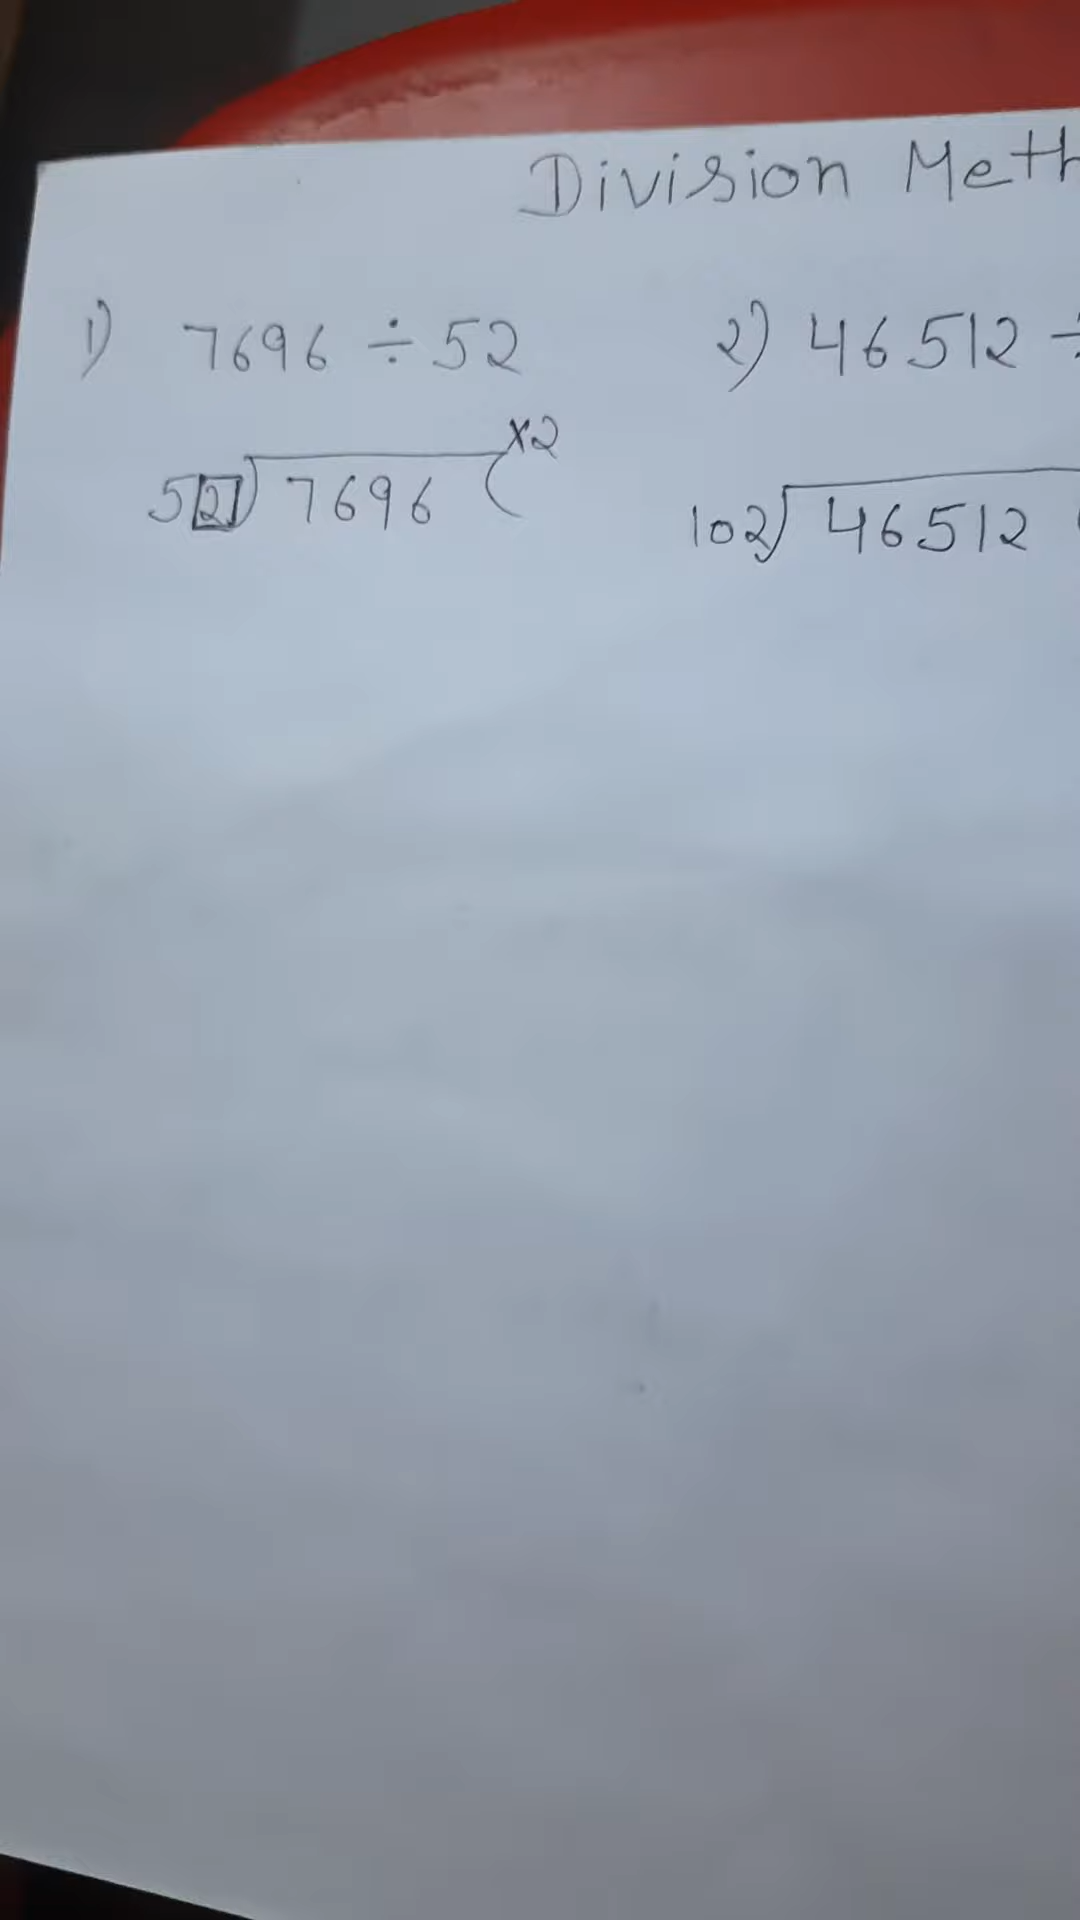 Division Meth
1) 7696 ÷ 52
2) 46512 ÷
52) 7696 ( ×2
102) 46512